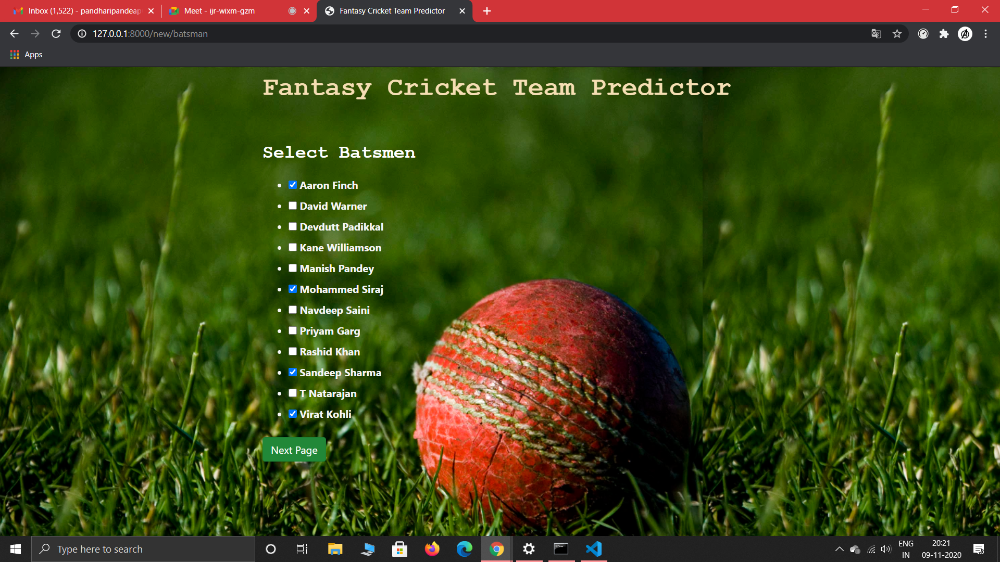 Inbox (1,522) - pandharipandeap
Meet - ijr-wixm-gzm
Fantasy Cricket Team Predictor
127.0.0.1:8000/new/batsman
Apps
Fantasy Cricket Team Predictor
Select Batsmen
Aaron Finch
David Warner
Devdutt Padikkal
Kane Williamson
Manish Pandey
Mohammed Siraj
Navdeep Saini
Priyam Garg
Rashid Khan
Sandeep Sharma
T Natarajan
Virat Kohli
Next Page
Type here to search
ENG
IN
20:21
09-11-2020